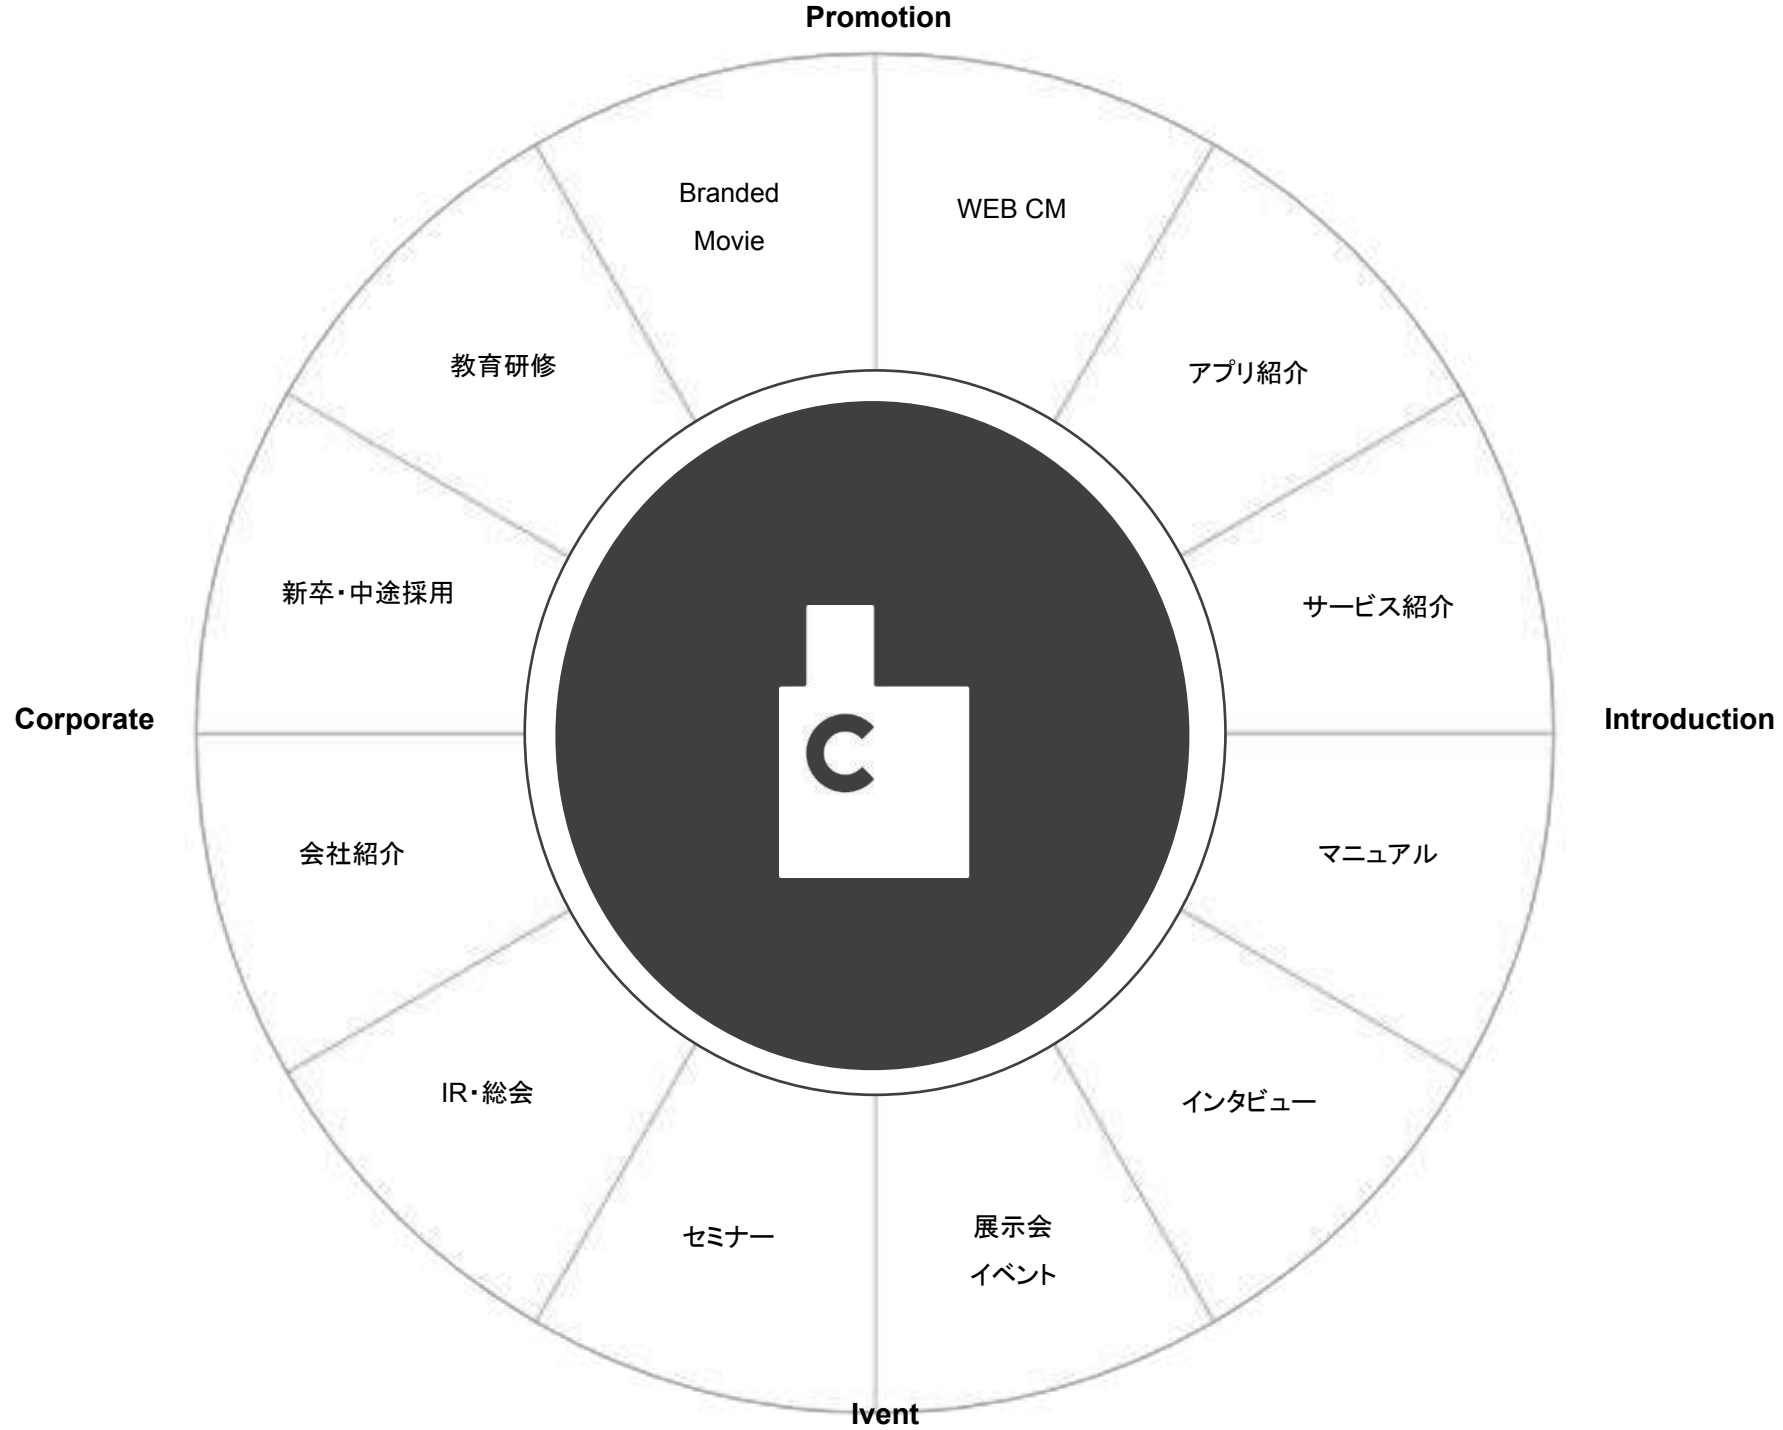 Promotion
Branded
Movie
WEB CM
教育研修
アプリ紹介
新卒・中途採用
サービス紹介
Corporate
Introduction
C
会社紹介
マニュアル
IR・総会
インタビュー
セミナー
展示会
イベント
Ivent